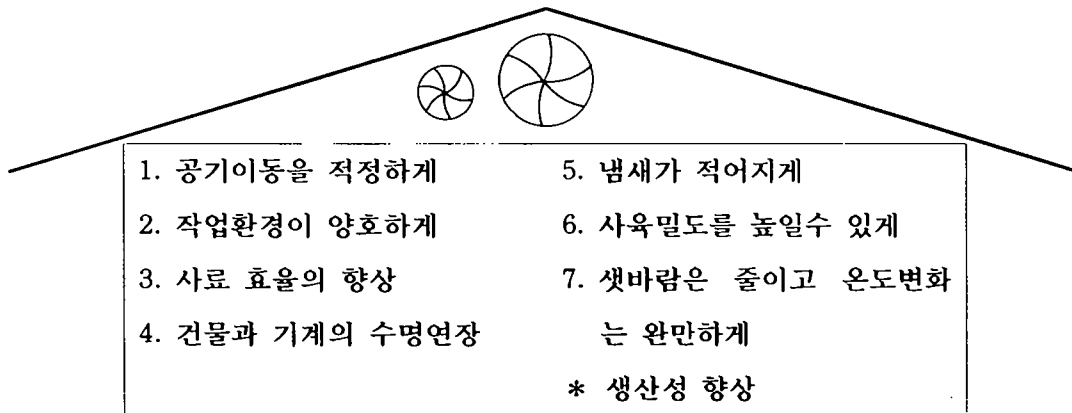 1. 공기이동을 적정하게
2. 작업환경이 양호하게
3. 사료 효율의 향상
4. 건물과 기계의 수명연장
5. 냄새가 적어지게
6. 사육밀도를 높일수 있게
7. 샛바람은 줄이고 온도변화
는 완만하게
* 생산성 향상